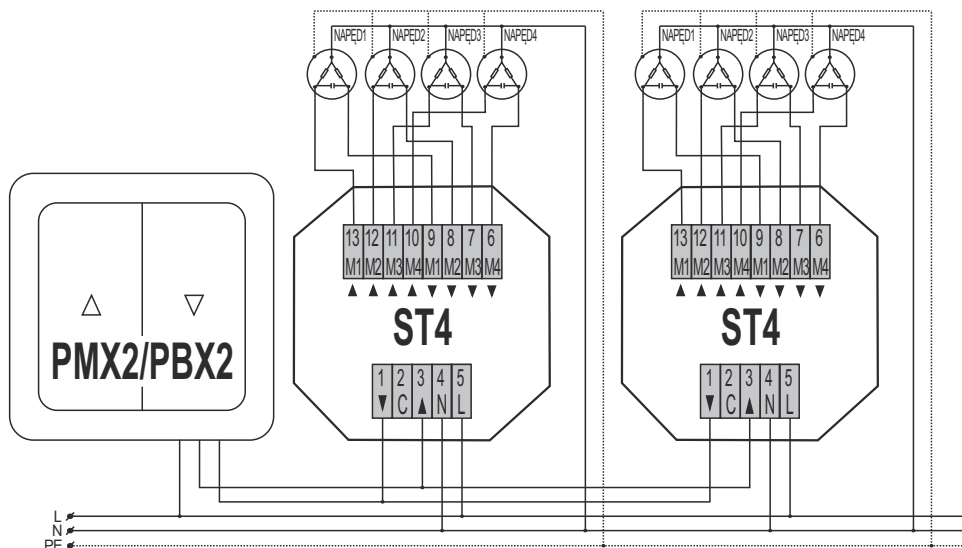 NAPĘD1 NAPĘD2 NAPĘD3 NAPĘD4
NAPĘD1 NAPĘD2 NAPĘD3 NAPĘD4
13 12 11 10 9 8 7 6
M1 M2 M3 M4 M1 M2 M3 M4
▲ ▲ ▲ ▲ ▼ ▼ ▼ ▼
ST4
1 2 3 4 5
▼ C ▲ N L
13 12 11 10 9 8 7 6
M1 M2 M3 M4 M1 M2 M3 M4
▲ ▲ ▲ ▲ ▼ ▼ ▼ ▼
ST4
1 2 3 4 5
▼ C ▲ N L
△ ▽
PMX2/PBX2
L
N
PE